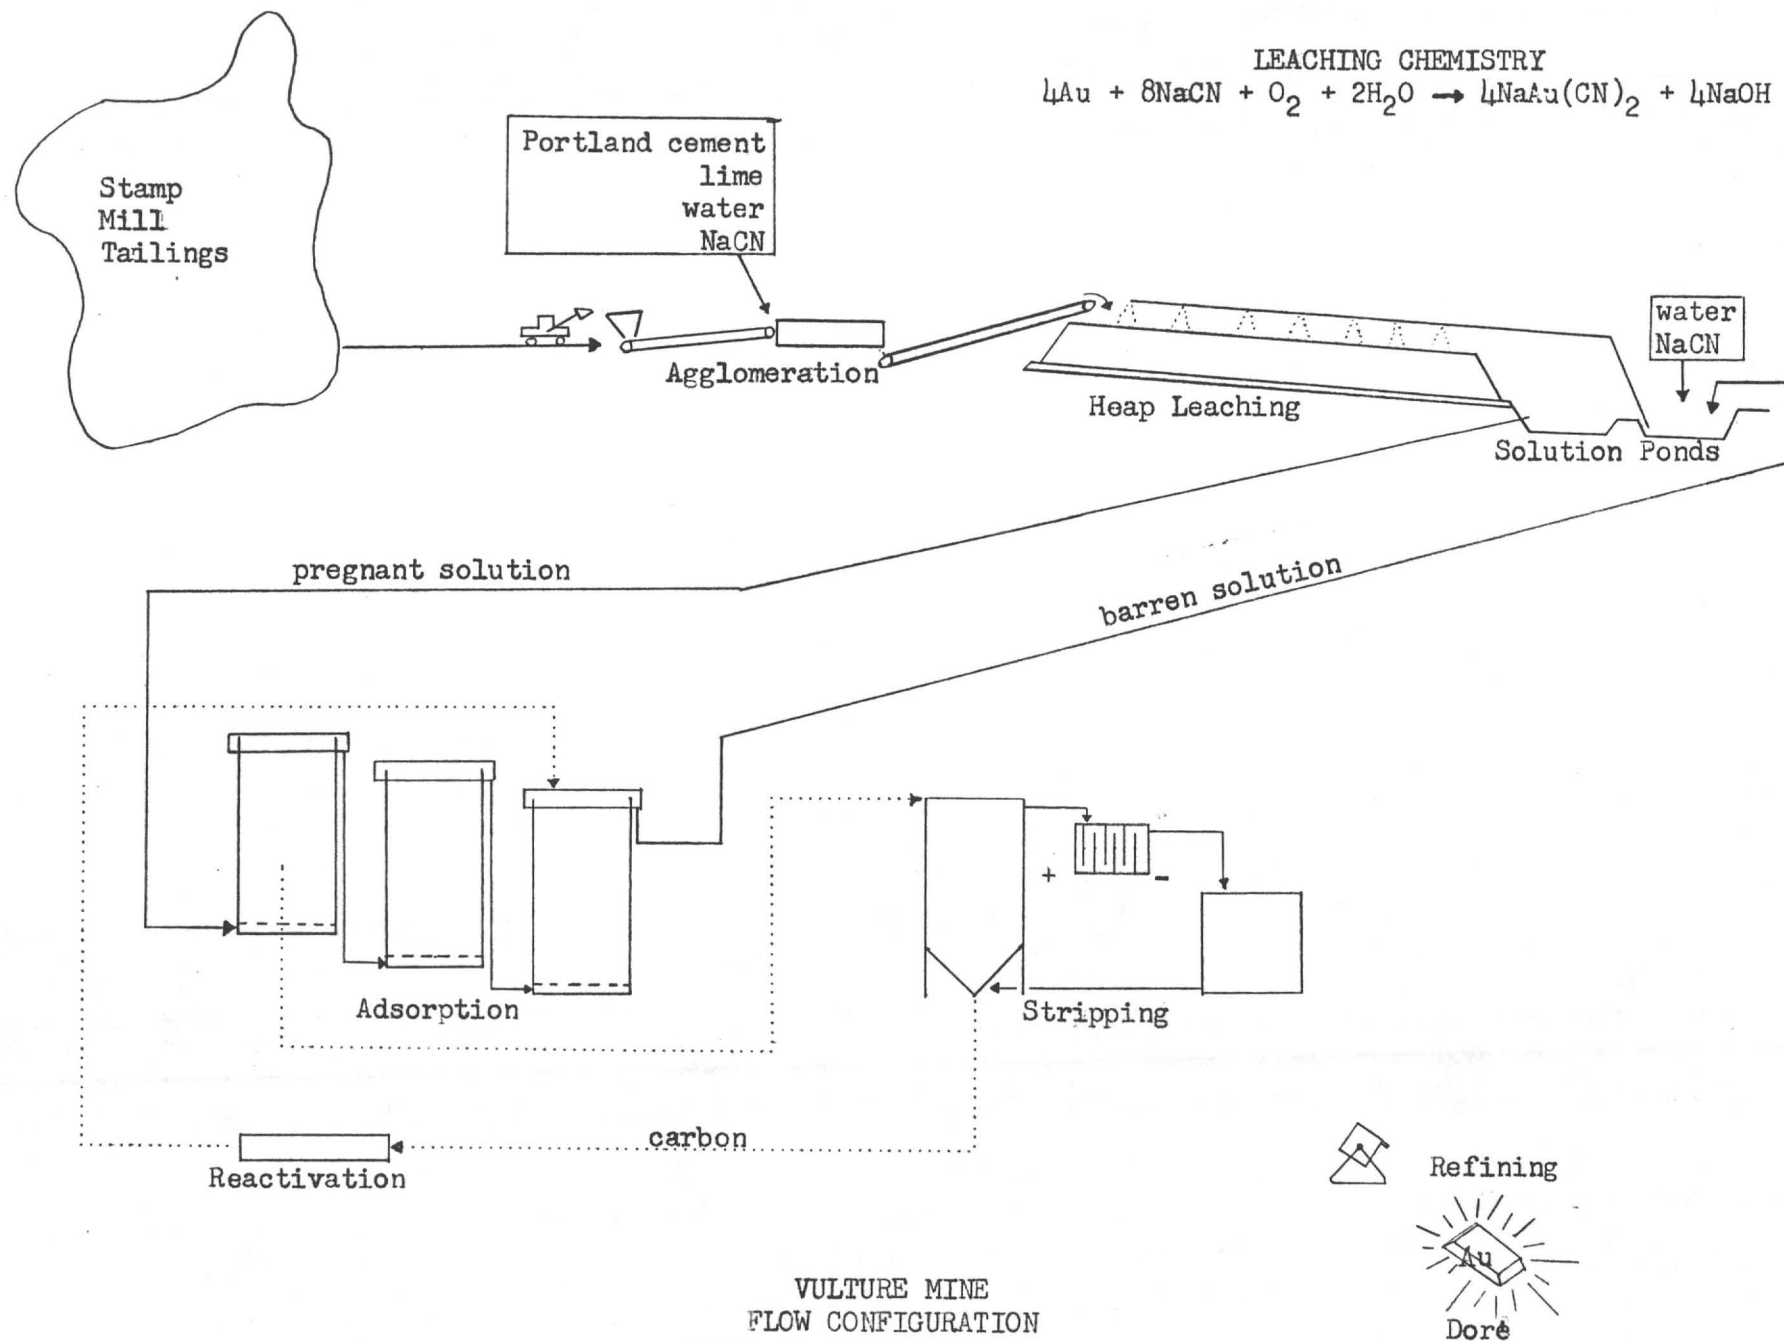 LEACHING CHEMISTRY
4Au + 8NaCN + O2 + 2H2O → 4NaAu(CN)2 + 4NaOH
Portland cement
lime
water
NaCN
Stamp
Mill
Tailings
Agglomeration
Heap Leaching
water
NaCN
Solution Ponds
pregnant solution
barren solution
Adsorption
+
-
Stripping
carbon
Reactivation
Refining
Au
Doré
VULTURE MINE
FLOW CONFIGURATION